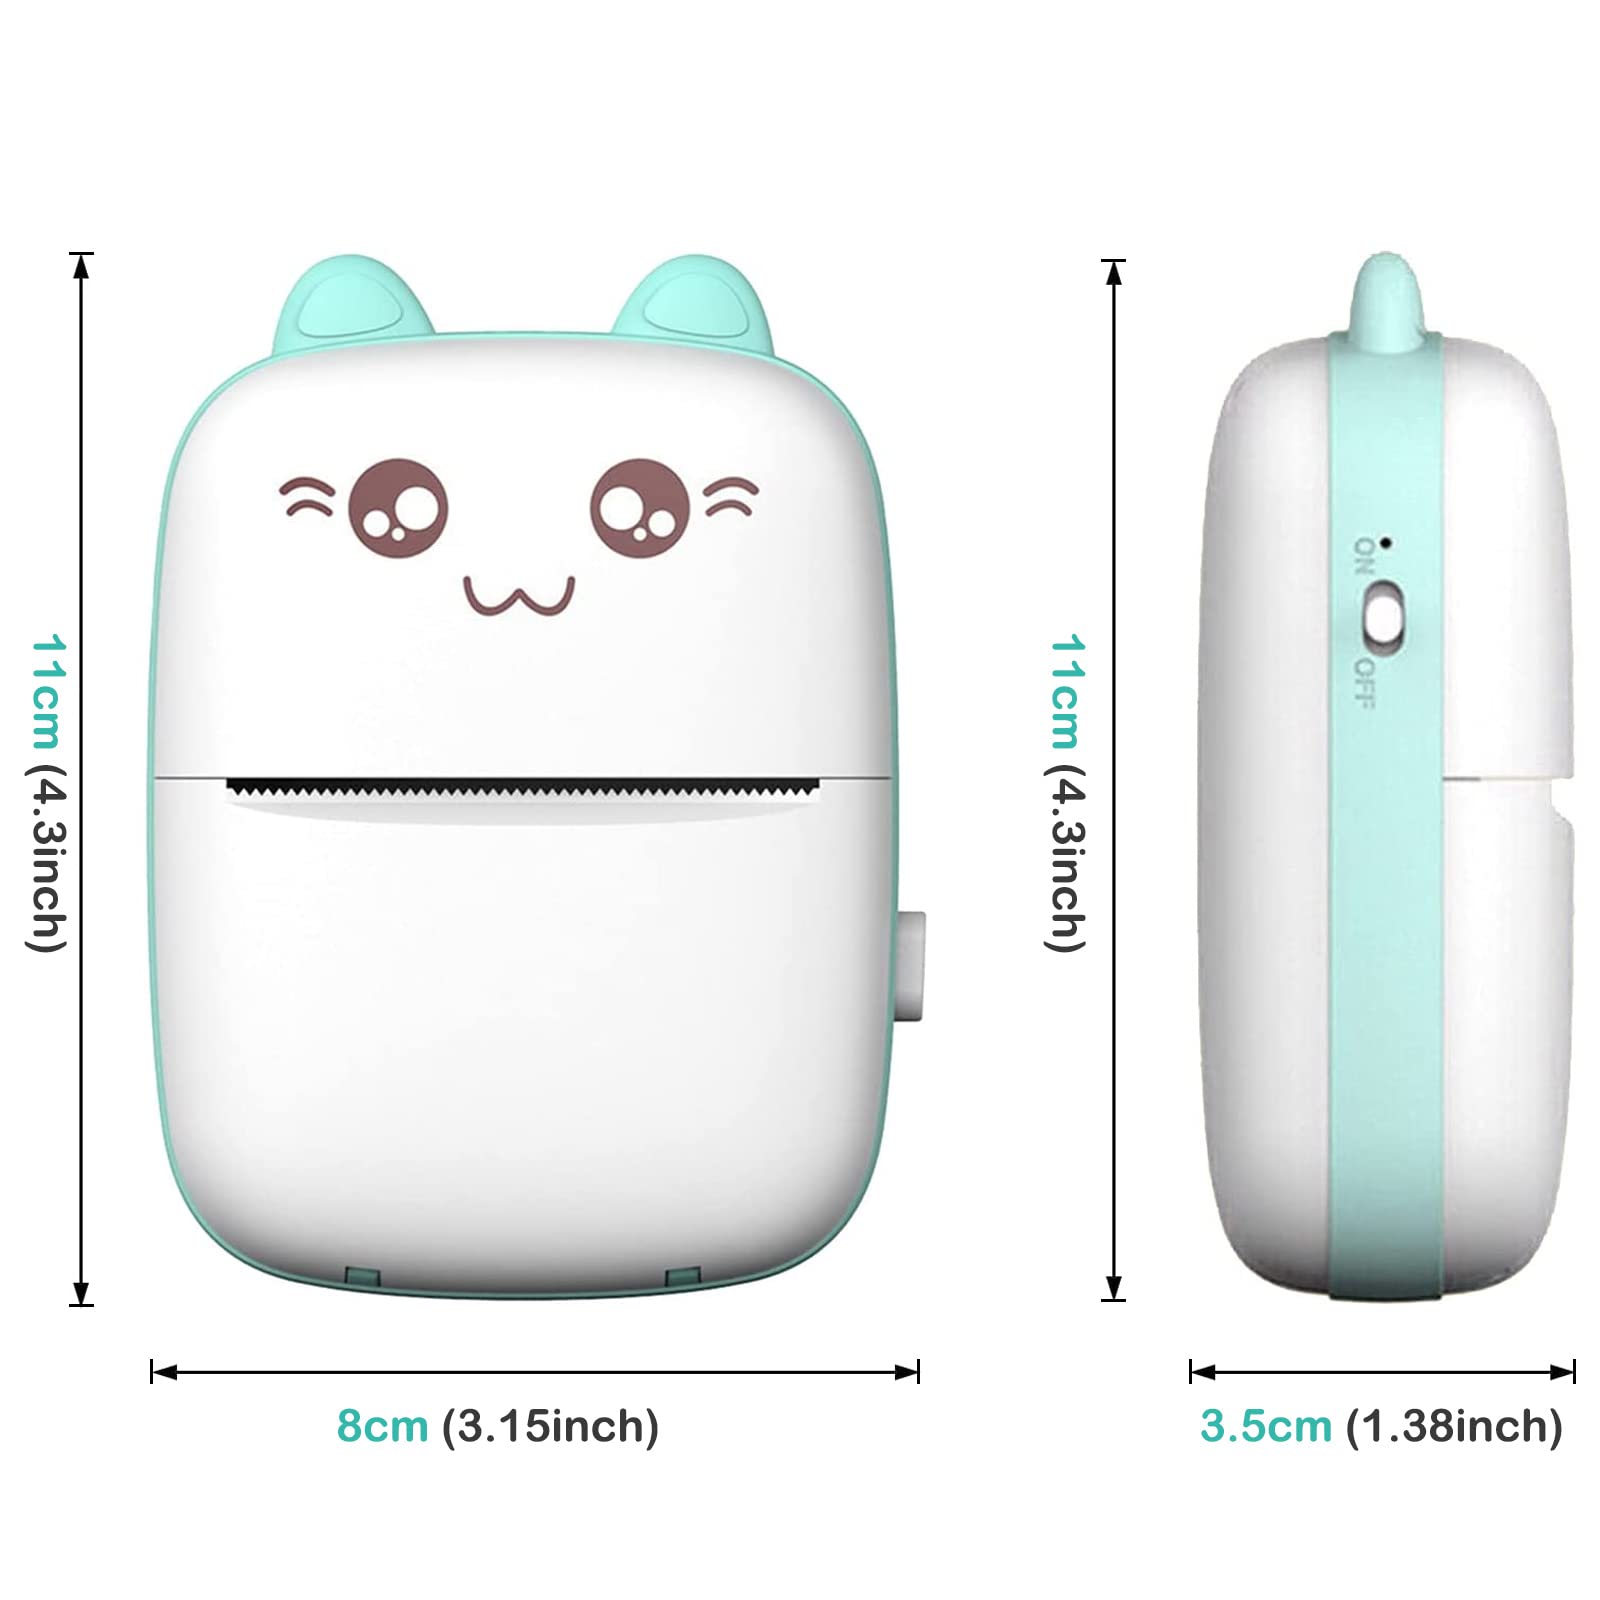 11cm (4.3inch)
8cm (3.15inch)
11cm (4.3inch)
ON
OFF
3.5cm (1.38inch)